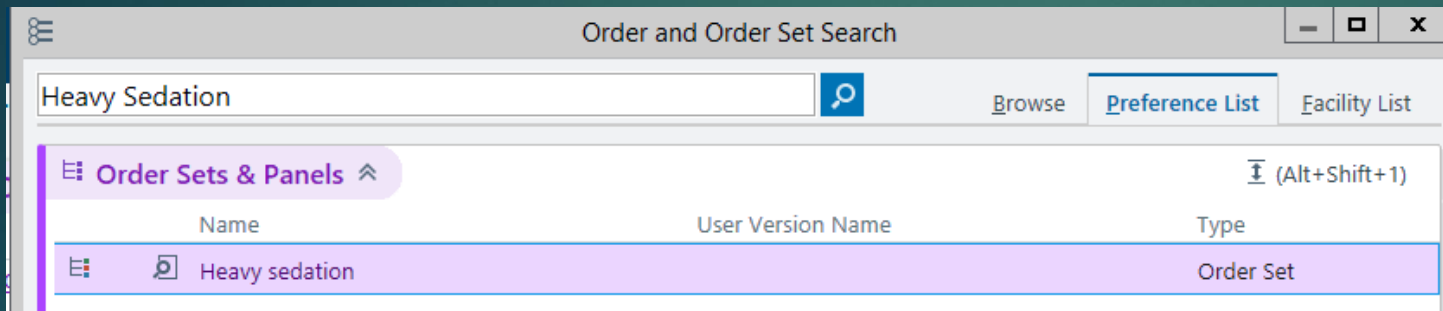 Order and Order Set Search
Heavy Sedation
Browse Preference List Facility List
Order Sets & Panels (Alt+Shift+1)
Name User Version Name Type
Heavy sedation Order Set